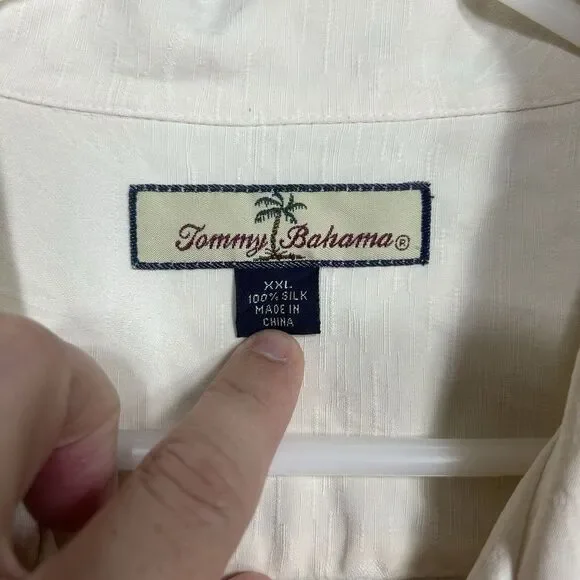 Tommy Bahama®
XXL
100% SILK
MADE IN
CHINA